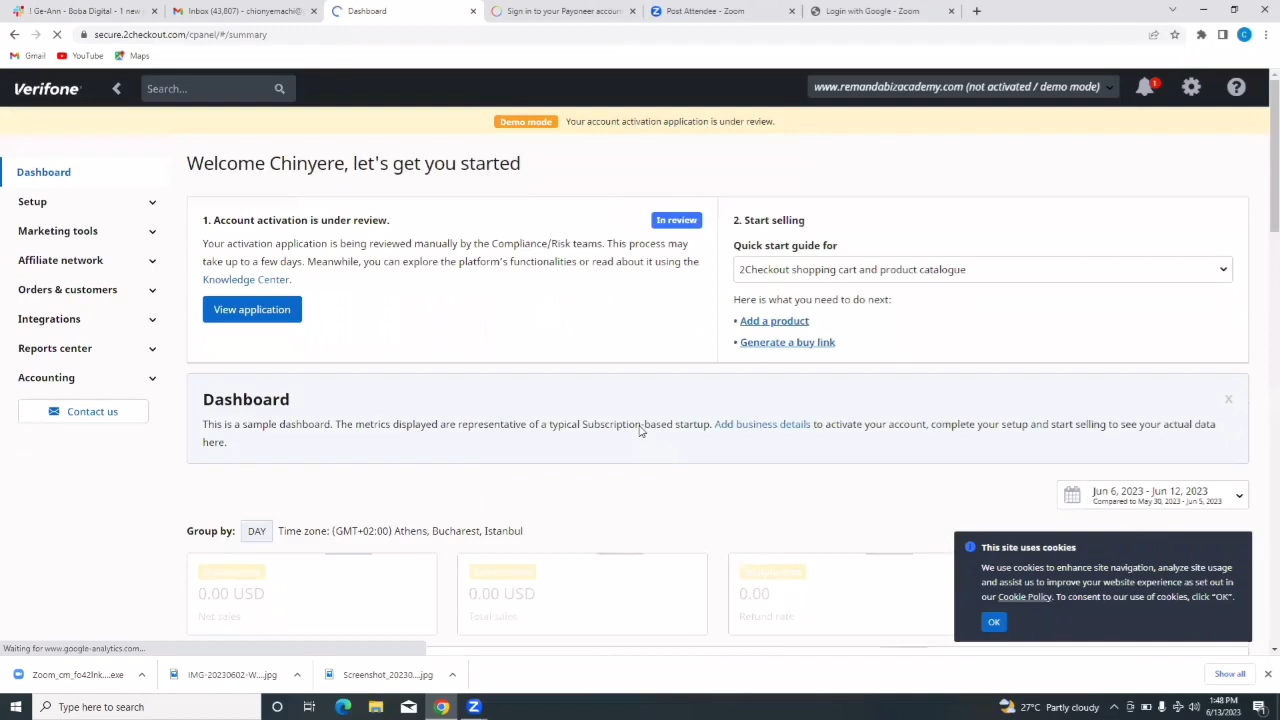 ! Ge-Ann - Boba Digital - 1 new
Inbox (43,807) - chionyemachi@
Dashboard
Sign in to your Payoneer account
Post Attendee - Zoom
Login with Google - Zoom
secure.2checkout.com/cpanel/#/summary
C
Gmail
YouTube
Maps
Verifone
Search...
www.remandabizacademy.com (not activated / demo mode)
1
Demo mode Your account activation application is under review.
Welcome Chinyere, let's get you started
Dashboard
Setup
Marketing tools
Affiliate network
Orders & customers
Integrations
Reports center
Accounting
Contact us
1. Account activation is under review.
In review
Your activation application is being reviewed manually by the Compliance/Risk teams. This process may
take up to a few days. Meanwhile, you can explore the platform's functionalities or read about it using the
Knowledge Center.
View application
2. Start selling
Quick start guide for
2Checkout shopping cart and product catalogue
Here is what you need to do next:
• Add a product
• Generate a buy link
Dashboard
This is a sample dashboard. The metrics displayed are representative of a typical Subscription-based startup. Add business details to activate your account, complete your setup and start selling to see your actual data
here.
Jun 6, 2023 - Jun 12, 2023
Compared to May 30, 2023 - Jun 5, 2023
Group by: DAY Time zone: (GMT+02:00) Athens, Bucharest, Istanbul
0.00 USD
Net sales
0.00 USD
Total sales
0.00
Refund rate
This site uses cookies
We use cookies to enhance site navigation, analyze site usage
and assist us to improve your website experience as set out in
our Cookie Policy. To consent to our use of cookies, click "OK".
OK
Waiting for www.google-analytics.com...
Zoom_cm_fo42lnk....exe
IMG-20230602-W....jpg
Screenshot_20230....jpg
Show all
Type here to search
27°C Partly cloudy
1:48 PM
6/13/2023
1